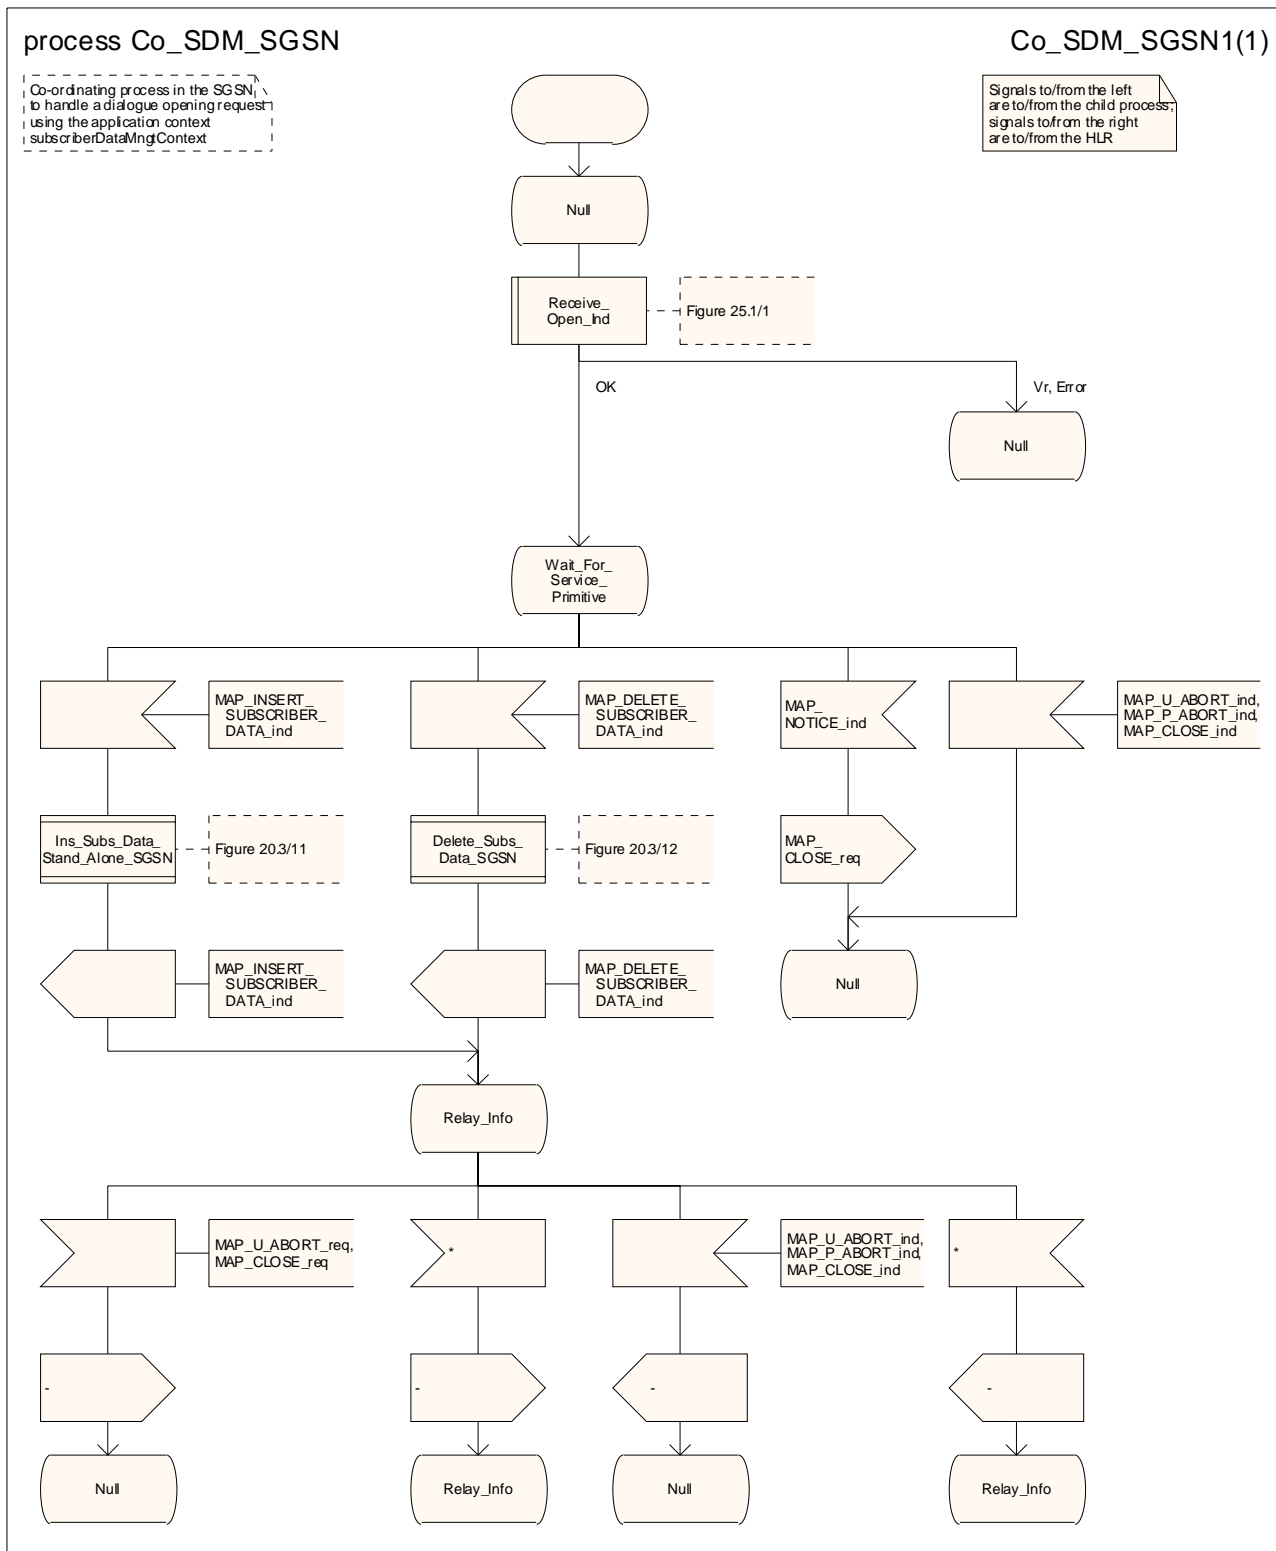 process Co_SDM_SGSN
Co_SDM_SGSN1(1)
Co-ordinating process in the SGSN
to handle a dialogue opening request
using the application context
subscriberDataMngtContext
Signals to/from the left
are to/from the child process;
signals to/from the right
are to/from the HLR
Null
Receive_
Open_Ind
Figure 25.1/1
OK
Vr, Error
Null
Wait_For_
Service_
Primitive
MAP_INSERT_
SUBSCRIBER_
DATA_ind
MAP_DELETE_
SUBSCRIBER_
DATA_ind
MAP_
NOTICE_ind
MAP_U_ABORT_ind,
MAP_P_ABORT_ind,
MAP_CLOSE_ind
Ins_Subs_Data_
Stand_Alone_SGSN
Figure 20.3/11
Delete_Subs_
Data_SGSN
Figure 20.3/12
MAP_
CLOSE_req
MAP_INSERT_
SUBSCRIBER_
DATA_ind
MAP_DELETE_
SUBSCRIBER_
DATA_ind
Null
Relay_Info
MAP_U_ABORT_req,
MAP_CLOSE_req
*
MAP_U_ABORT_ind,
MAP_P_ABORT_ind,
MAP_CLOSE_ind
*
-
-
-
-
Null
Relay_Info
Null
Relay_Info